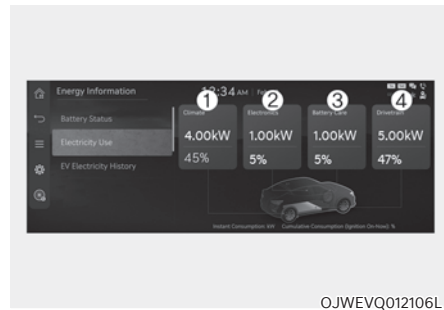 Energy Information
:34 AM
Battery Status
Electricity Use
EV Electricity History
1 2 3 4
Climate Electronics Battery Care Drivetrain
4.00kW 1.00kW 1.00kW 5.00kW
45% 5% 5% 47%
Instant Consumption: kW Cumulative Consumption (Ignition On-Now): %
OJWEVQ012106L